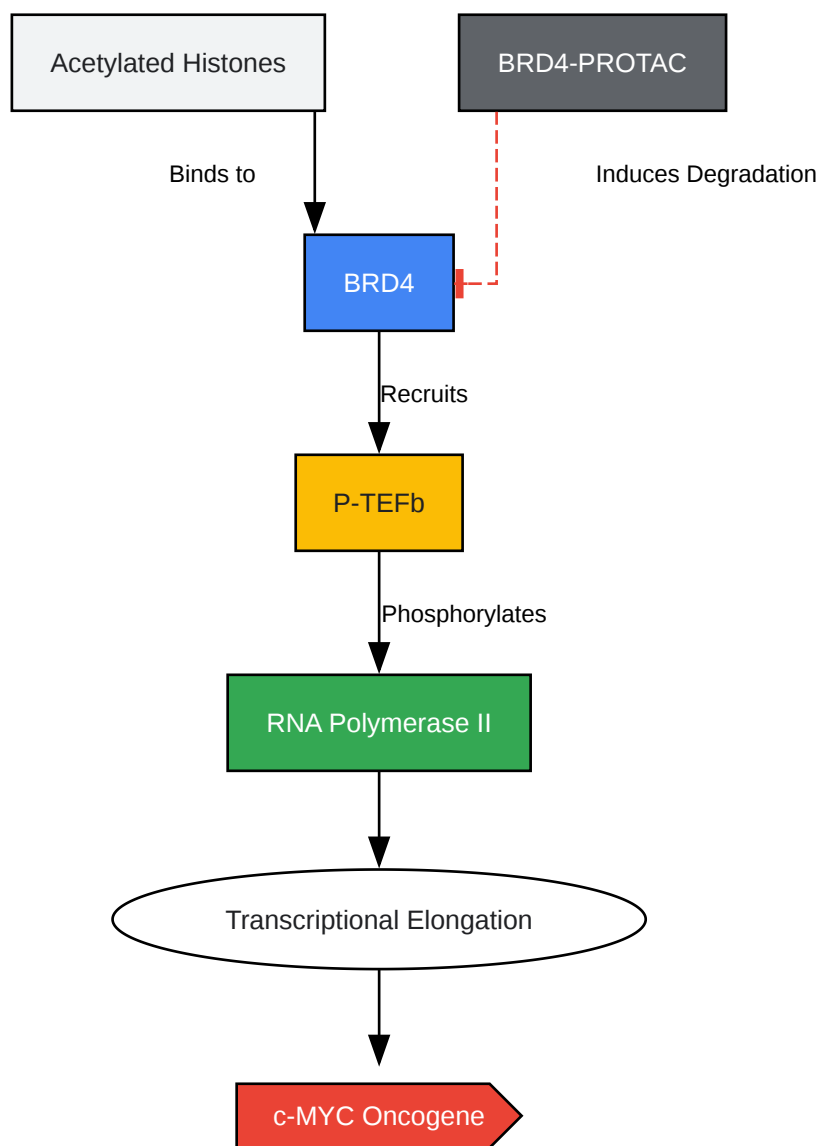 Acetylated Histones
BRD4-PROTAC
Binds to
Induces Degradation
BRD4
Recruits
P-TEFb
Phosphorylates
RNA Polymerase II
Transcriptional Elongation
c-MYC Oncogene